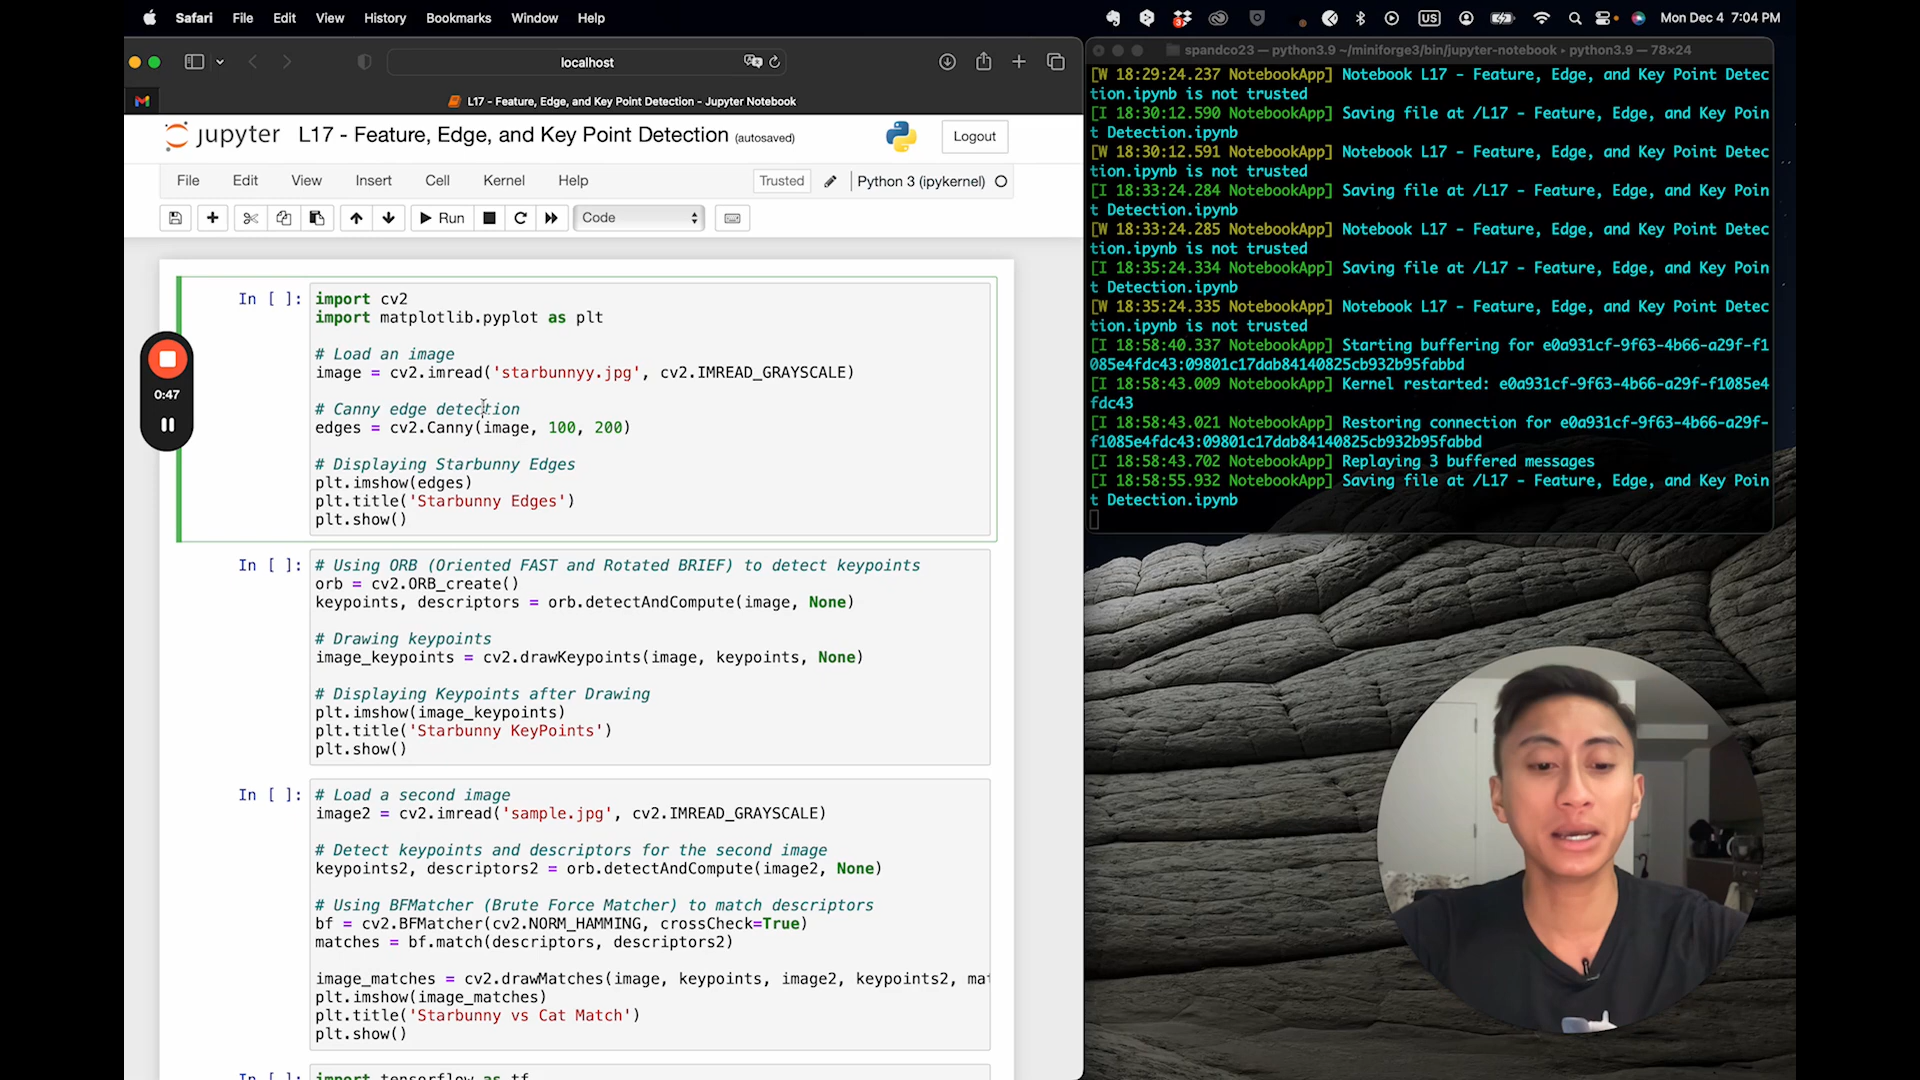 Safari File Edit View History Bookmarks Window Help
3
US
Mon Dec 4 7:04 PM
localhost
L17 - Feature, Edge, and Key Point Detection - Jupyter Notebook
jupyter L17 - Feature, Edge, and Key Point Detection (autosaved)
Logout
File Edit View Insert Cell Kernel Help
Trusted
Python 3 (ipykernel)
Run
Code
In [ ]: import cv2
import matplotlib.pyplot as plt
# Load an image
image = cv2.imread('starbunnyy.jpg', cv2.IMREAD_GRAYSCALE)
# Canny edge detection
edges = cv2.Canny(image, 100, 200)
# Displaying Starbunny Edges
plt.imshow(edges)
plt.title('Starbunny Edges')
plt.show()
0:47
In [ ]: # Using ORB (Oriented FAST and Rotated BRIEF) to detect keypoints
orb = cv2.ORB_create()
keypoints, descriptors = orb.detectAndCompute(image, None)
# Drawing keypoints
image_keypoints = cv2.drawKeypoints(image, keypoints, None)
# Displaying Keypoints after Drawing
plt.imshow(image_keypoints)
plt.title('Starbunny KeyPoints')
plt.show()
In [ ]: # Load a second image
image2 = cv2.imread('sample.jpg', cv2.IMREAD_GRAYSCALE)
# Detect keypoints and descriptors for the second image
keypoints2, descriptors2 = orb.detectAndCompute(image2, None)
# Using BFMatcher (Brute Force Matcher) to match descriptors
bf = cv2.BFMatcher(cv2.NORM_HAMMING, crossCheck=True)
matches = bf.match(descriptors, descriptors2)
image_matches = cv2.drawMatches(image, keypoints, image2, keypoints2, mat
plt.imshow(image_matches)
plt.title('Starbunny vs Cat Match')
plt.show()
In [ ]: import tensorflow as tf
spandco23 — python3.9 ~/miniforge3/bin/jupyter-notebook ▸ python3.9 — 78×24
[W 18:29:24.237 NotebookApp] Notebook L17 - Feature, Edge, and Key Point Detec
tion.ipynb is not trusted
[I 18:30:12.590 NotebookApp] Saving file at /L17 - Feature, Edge, and Key Poin
t Detection.ipynb
[W 18:30:12.591 NotebookApp] Notebook L17 - Feature, Edge, and Key Point Detec
tion.ipynb is not trusted
[I 18:33:24.284 NotebookApp] Saving file at /L17 - Feature, Edge, and Key Poin
t Detection.ipynb
[W 18:33:24.285 NotebookApp] Notebook L17 - Feature, Edge, and Key Point Detec
tion.ipynb is not trusted
[I 18:35:24.334 NotebookApp] Saving file at /L17 - Feature, Edge, and Key Poin
t Detection.ipynb
[W 18:35:24.335 NotebookApp] Notebook L17 - Feature, Edge, and Key Point Detec
tion.ipynb is not trusted
[I 18:58:40.337 NotebookApp] Starting buffering for e0a931cf-9f63-4b66-a29f-f1
085e4fdc43:09801c17dab84140825cb932b95fabbd
[I 18:58:43.009 NotebookApp] Kernel restarted: e0a931cf-9f63-4b66-a29f-f1085e4
fdc43
[I 18:58:43.021 NotebookApp] Restoring connection for e0a931cf-9f63-4b66-a29f-
f1085e4fdc43:09801c17dab84140825cb932b95fabbd
[I 18:58:43.702 NotebookApp] Replaying 3 buffered messages
[I 18:58:55.932 NotebookApp] Saving file at /L17 - Feature, Edge, and Key Poin
t Detection.ipynb